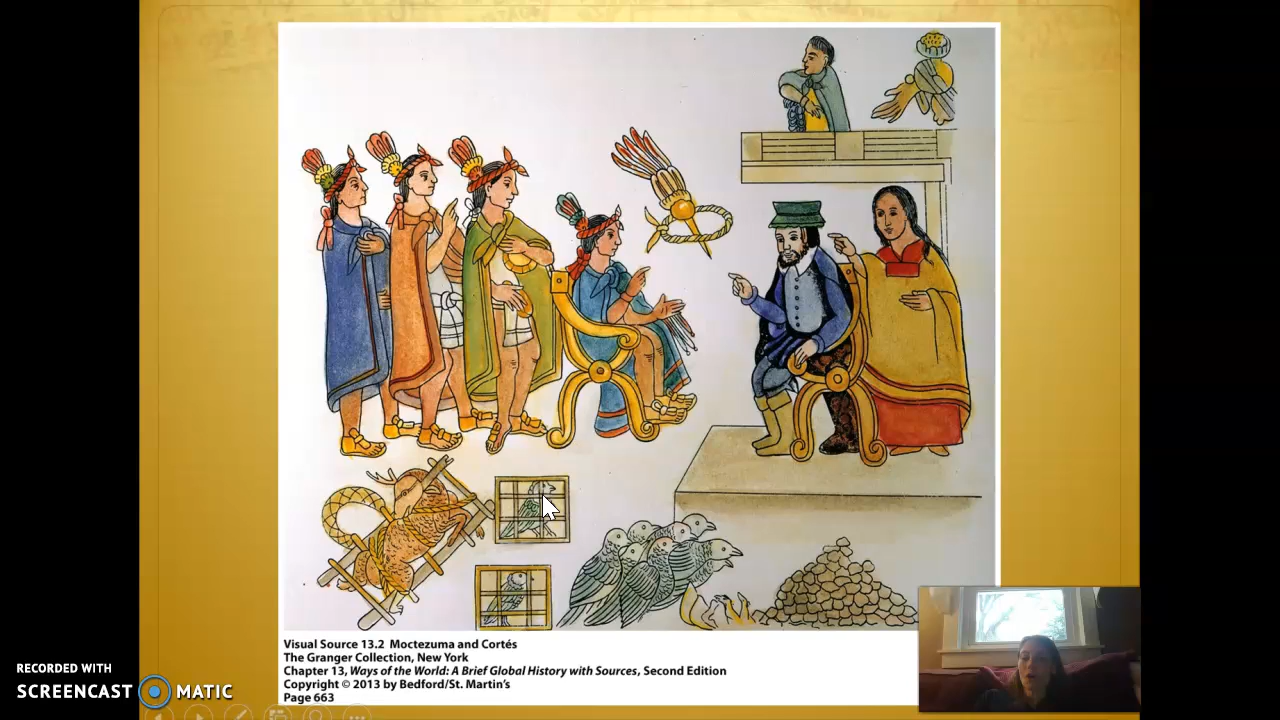 Visual Source 13.2  Moctezuma and Cortés
The Granger Collection, New York
Chapter 13, Ways of the World: A Brief Global History with Sources, Second Edition
Copyright © 2013 by Bedford/St. Martin's
Page 663
RECORDED WITH
SCREENCAST MATIC